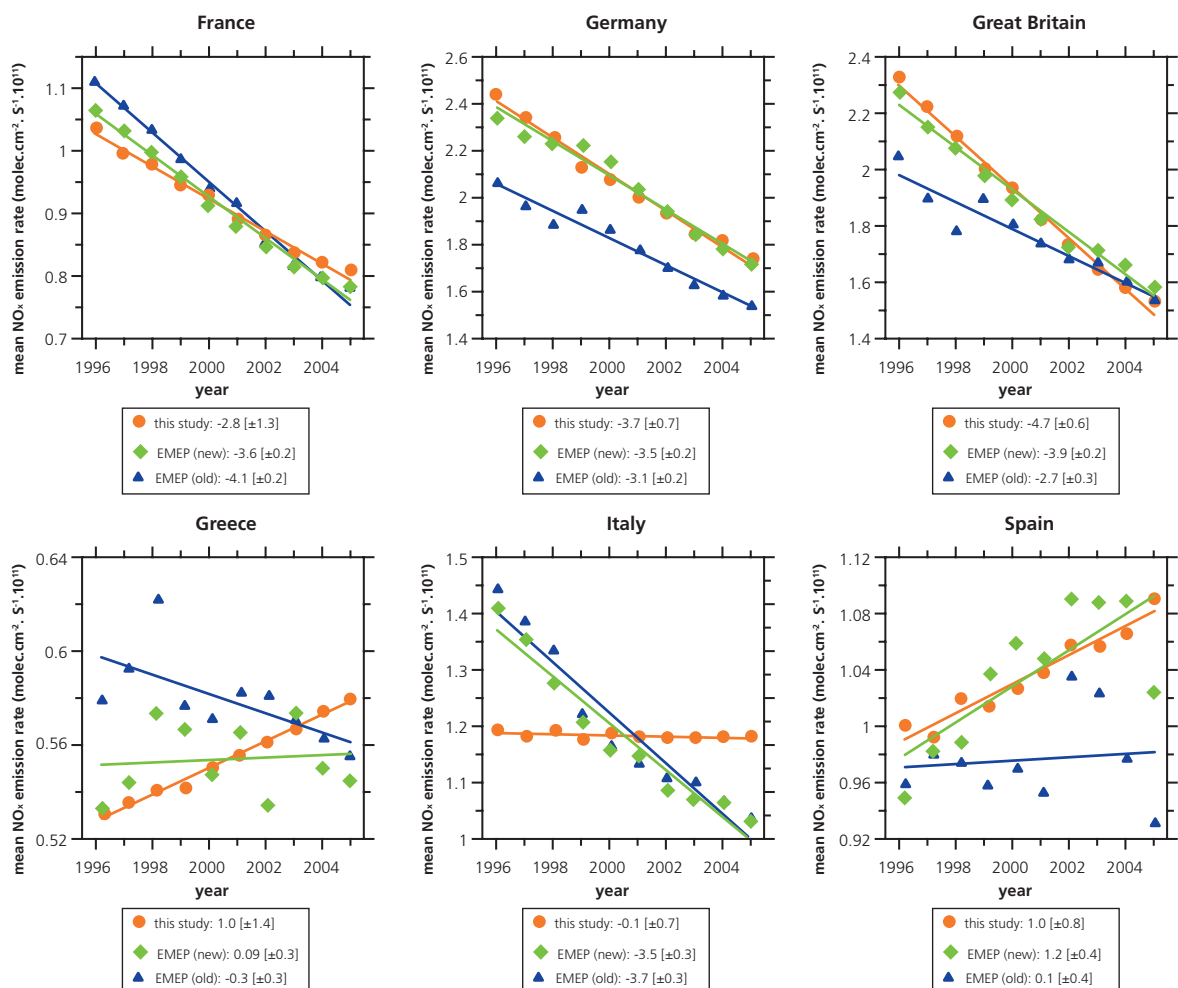 France
mean NOₓ emission rate (molec.cm⁻². S⁻¹.10¹¹)
1.1
1
0.9
0.8
0.7
1996 1998 2000 2002 2004
year
this study: -2.8 [±1.3]
EMEP (new): -3.6 [±0.2]
EMEP (old): -4.1 [±0.2]
Germany
mean NOₓ emission rate (molec.cm⁻². S⁻¹.10¹¹)
2.6
2.4
2.2
2.0
1.8
1.6
1.4
1996 1998 2000 2002 2004
year
this study: -3.7 [±0.7]
EMEP (new): -3.5 [±0.2]
EMEP (old): -3.1 [±0.2]
Great Britain
mean NOₓ emission rate (molec.cm⁻². S⁻¹.10¹¹)
2.4
2.2
2
1.8
1.6
1.4
1996 1998 2000 2002 2004
year
this study: -4.7 [±0.6]
EMEP (new): -3.9 [±0.2]
EMEP (old): -2.7 [±0.3]
Greece
mean NOₓ emission rate (molec.cm⁻². S⁻¹.10¹¹)
0.64
0.6
0.56
0.52
1996 1998 2000 2002 2004
year
this study: 1.0 [±1.4]
EMEP (new): 0.09 [±0.3]
EMEP (old): -0.3 [±0.3]
Italy
mean NOₓ emission rate (molec.cm⁻². S⁻¹.10¹¹)
1.5
1.4
1.3
1.2
1.1
1
1996 1998 2000 2002 2004
year
this study: -0.1 [±0.7]
EMEP (new): -3.5 [±0.3]
EMEP (old): -3.7 [±0.3]
Spain
mean NOₓ emission rate (molec.cm⁻². S⁻¹.10¹¹)
1.12
1.08
1.04
1
0.96
0.92
1996 1998 2000 2002 2004
year
this study: 1.0 [±0.8]
EMEP (new): 1.2 [±0.4]
EMEP (old): 0.1 [±0.4]